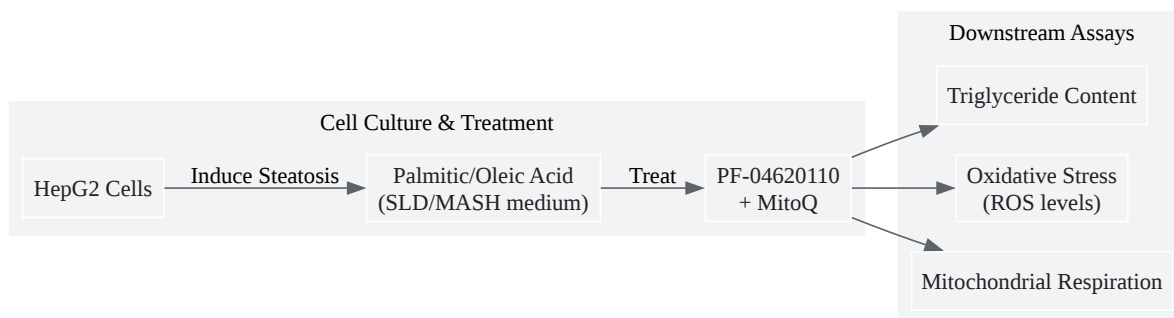 Downstream Assays
Cell Culture & Treatment
HepG2 Cells
Induce Steatosis
Palmitic/Oleic Acid
(SLD/MASH medium)
Treat
PF-04620110
+ MitoQ
Triglyceride Content
Oxidative Stress
(ROS levels)
Mitochondrial Respiration